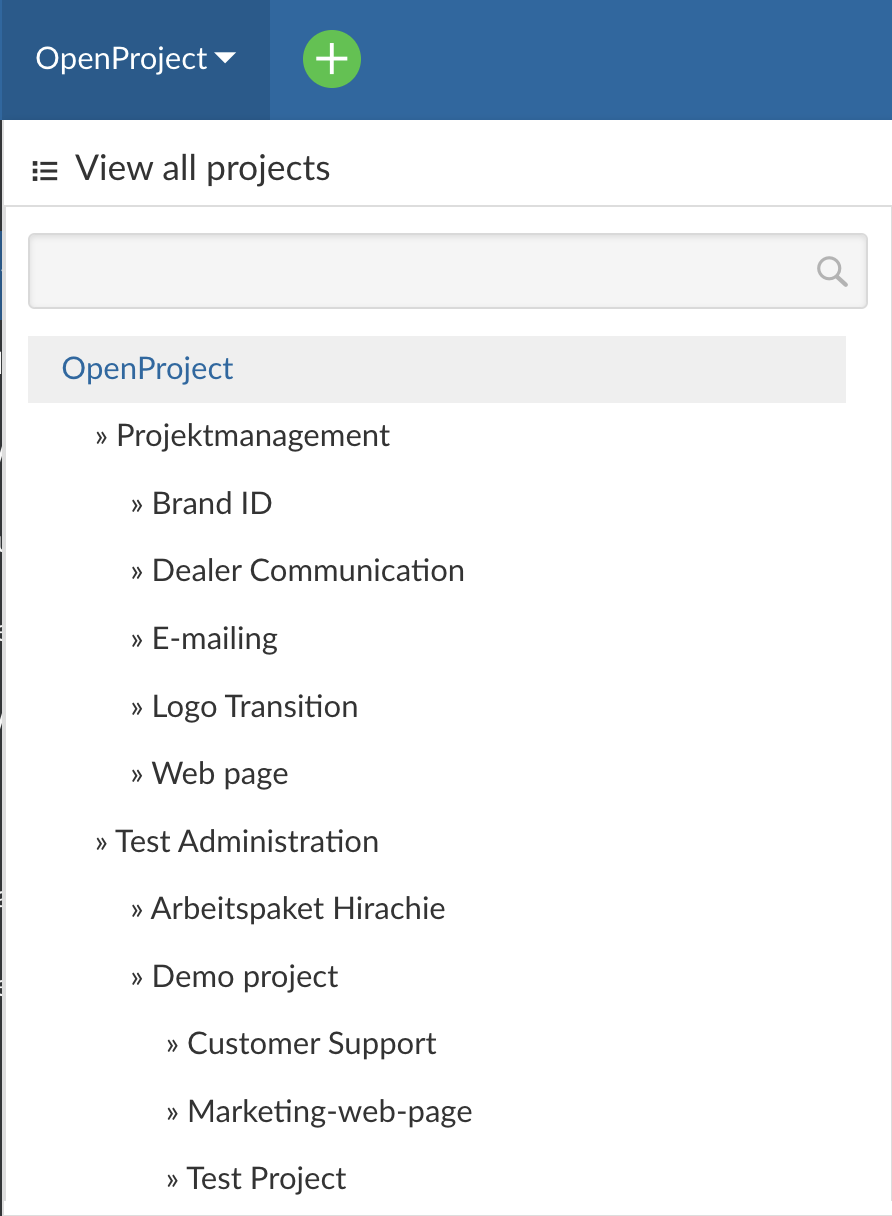 OpenProject
View all projects
OpenProject
» Projektmanagement
» Brand ID
» Dealer Communication
» E-mailing
» Logo Transition
» Web page
» Test Administration
» Arbeitspaket Hirachie
» Demo project
» Customer Support
» Marketing-web-page
» Test Project